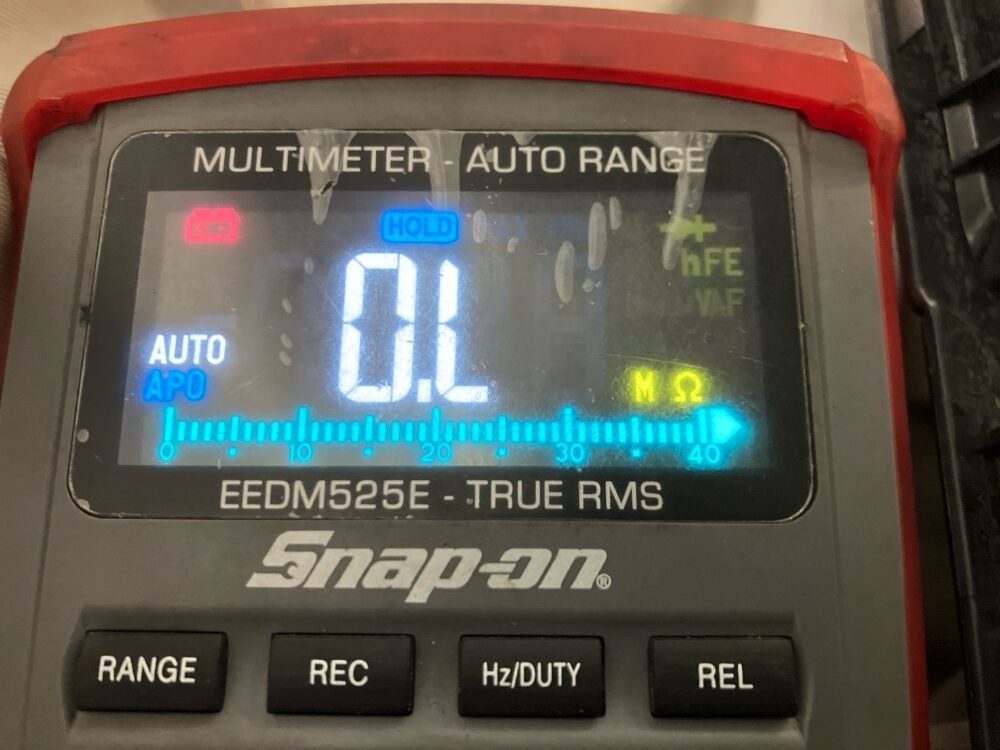 MULTIMETER - AUTO RANGE
HOLD
0.L
hFE
AUTO
APO
M Ω
0 10 20 30 40
EEDM525E - TRUE RMS
Snap-on®
RANGE REC Hz/DUTY REL